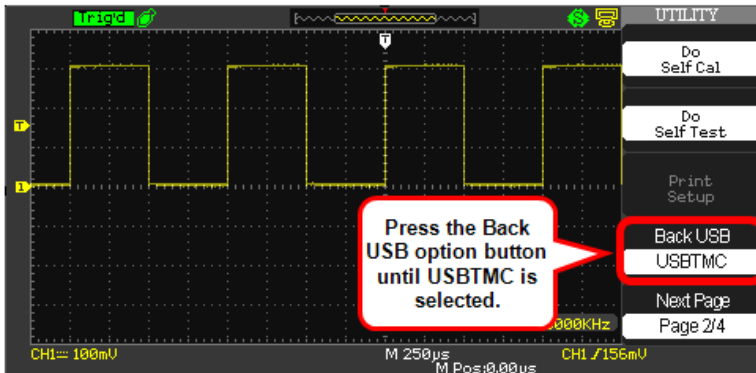 Trig'd
T
UTILITY
Do
Self Cal
Do
Self Test
Print
Setup
Back USB
USBTMC
Next Page
Page 2/4
T
1
Press the Back
USB option button
until USBTMC is
selected.
000KHz
CH1 100mV
M 250µs
CH1 /156mV
M Pos:0.00µs